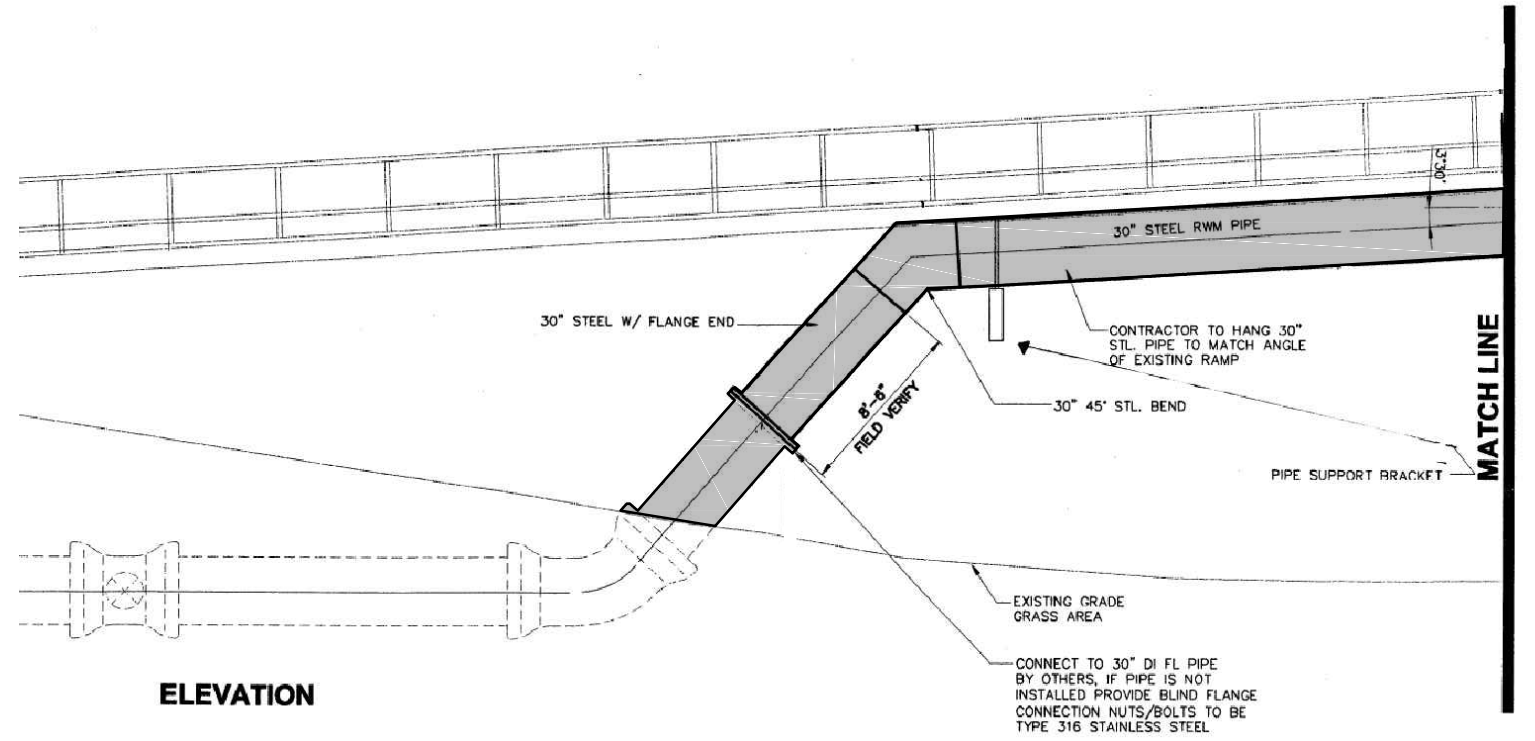 3°30'
30" STEEL RWM PIPE
30" STEEL W/ FLANGE END
CONTRACTOR TO HANG 30"
STL. PIPE TO MATCH ANGLE
OF EXISTING RAMP
8'-8"
FIELD VERIFY
30" 45° STL. BEND
MATCH LINE
PIPE SUPPORT BRACKET
EXISTING GRADE
GRASS AREA
CONNECT TO 30" DI FL PIPE
BY OTHERS, IF PIPE IS NOT
INSTALLED PROVIDE BLIND FLANGE
CONNECTION NUTS/BOLTS TO BE
TYPE 316 STAINLESS STEEL
ELEVATION